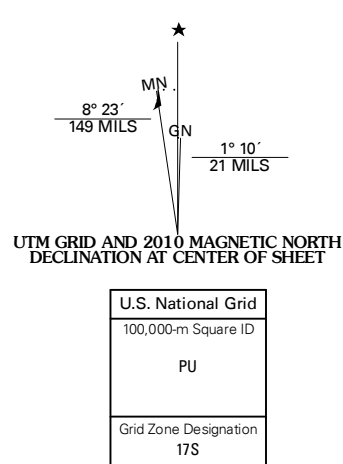 MN
8° 23´
149 MILS
GN
1° 10´
21 MILS
UTM GRID AND 2010 MAGNETIC NORTH
DECLINATION AT CENTER OF SHEET
U.S. National Grid
100,000-m Square ID
PU
Grid Zone Designation
17S